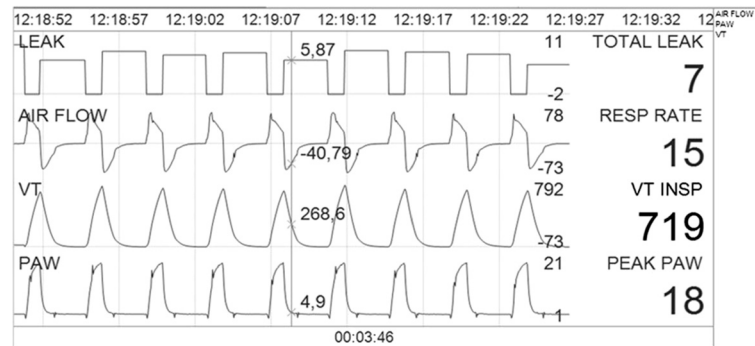 12:18:52 12:18:57 12:19:02 12:19:07 12:19:12 12:19:17 12:19:22 12:19:27 12:19:32 12
AIR FLOW
PAW
VT
LEAK 5,87 11 TOTAL LEAK
-2 7
AIR FLOW 78 RESP RATE
-40,79 -73 15
VT 792 VT INSP
268,6 -73 719
PAW 21 PEAK PAW
4,9 1 18
00:03:46